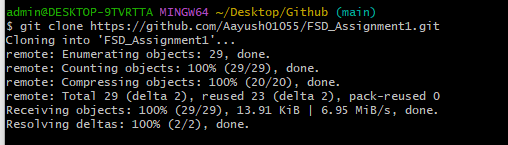 admin@DESKTOP-9TVRTTA MINGW64 ~/Desktop/Github (main)
$ git clone https://github.com/Aayush01055/FSD_Assignment1.git
Cloning into 'FSD_Assignment1'...
remote: Enumerating objects: 29, done.
remote: Counting objects: 100% (29/29), done.
remote: Compressing objects: 100% (20/20), done.
remote: Total 29 (delta 2), reused 23 (delta 2), pack-reused 0
Receiving objects: 100% (29/29), 13.91 KiB | 6.95 MiB/s, done.
Resolving deltas: 100% (2/2), done.